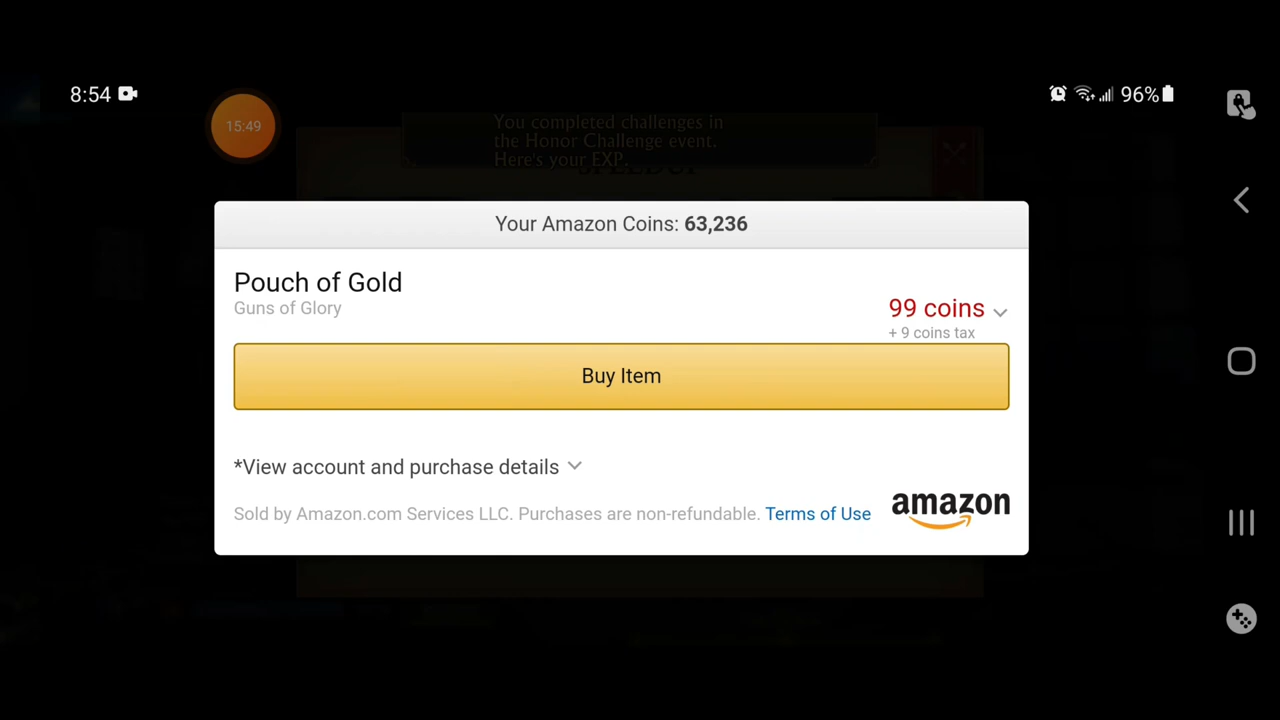 8:54
96%
15:49
You completed challenges in
the Honor Challenge event.
Here's your EXP.
SPEEDUP
Your Amazon Coins: 63,236
Pouch of Gold
Guns of Glory
99 coins
+ 9 coins tax
Buy Item
*View account and purchase details
Sold by Amazon.com Services LLC. Purchases are non-refundable. Terms of Use
amazon